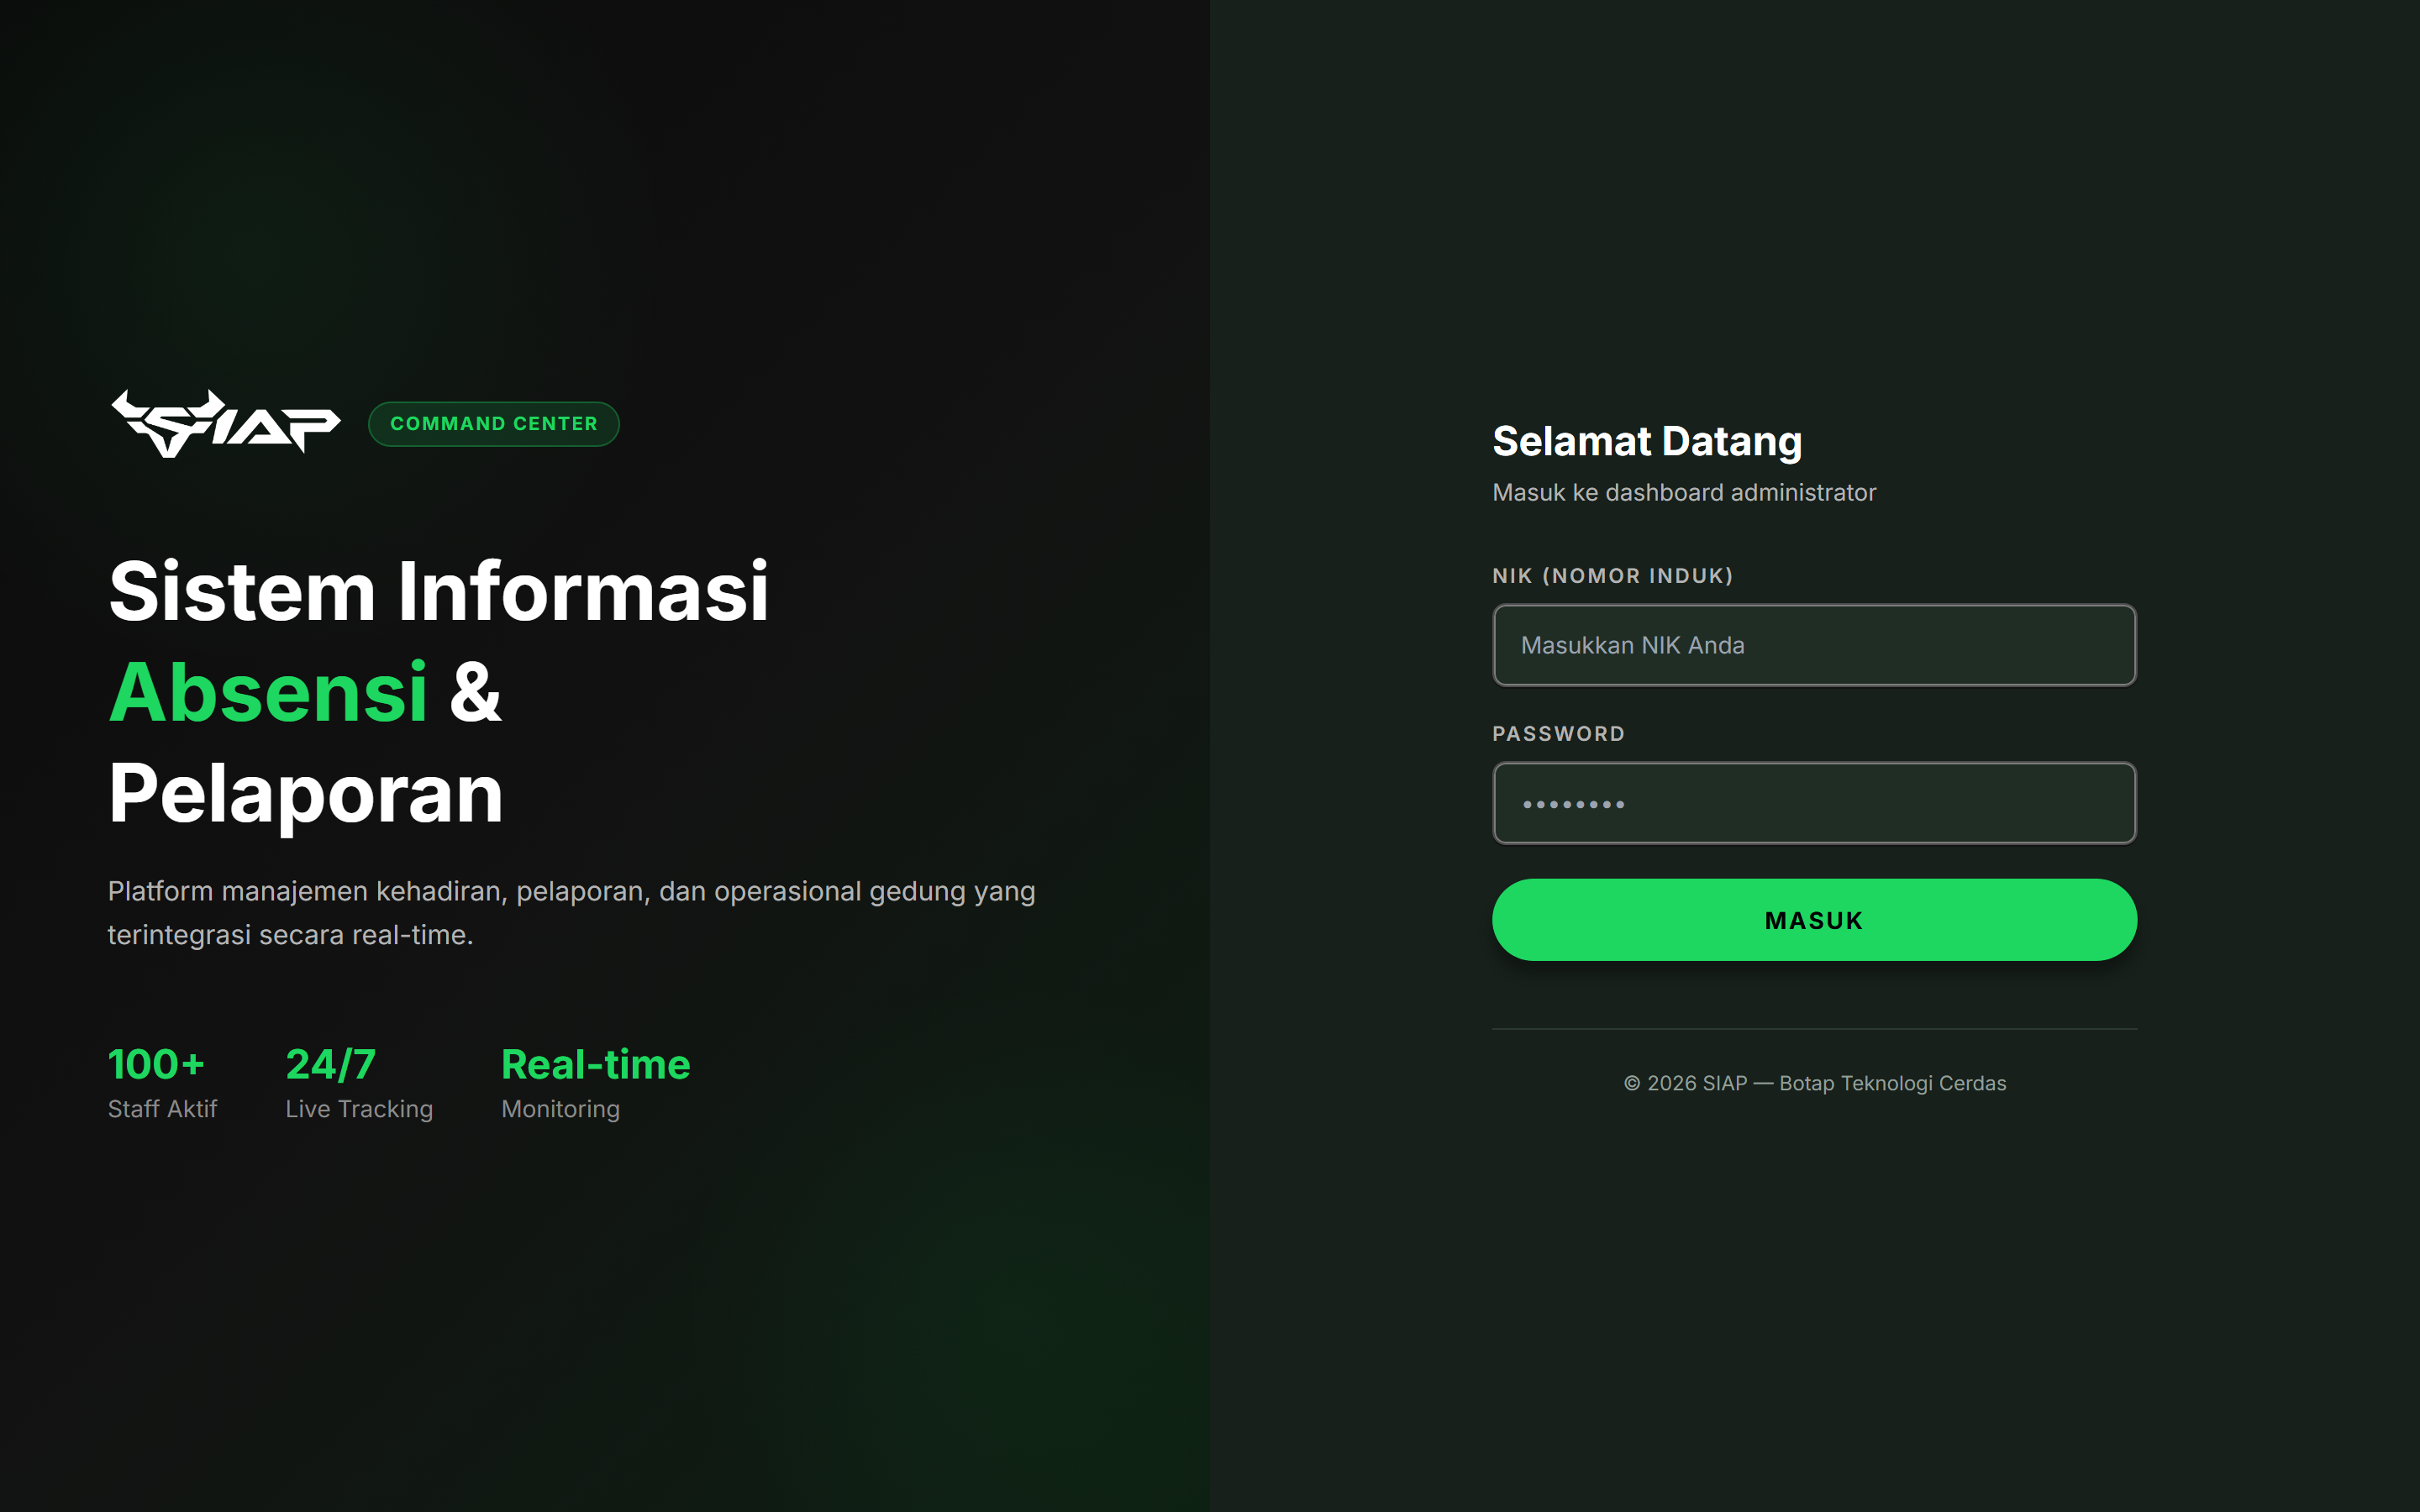 SIAP
COMMAND CENTER
Sistem Informasi
Absensi &
Pelaporan
Platform manajemen kehadiran, pelaporan, dan operasional gedung yang
terintegrasi secara real-time.
100+
Staff Aktif
24/7
Live Tracking
Real-time
Monitoring
Selamat Datang
Masuk ke dashboard administrator
NIK (NOMOR INDUK)
Masukkan NIK Anda
PASSWORD
••••••••
MASUK
© 2026 SIAP — Botap Teknologi Cerdas